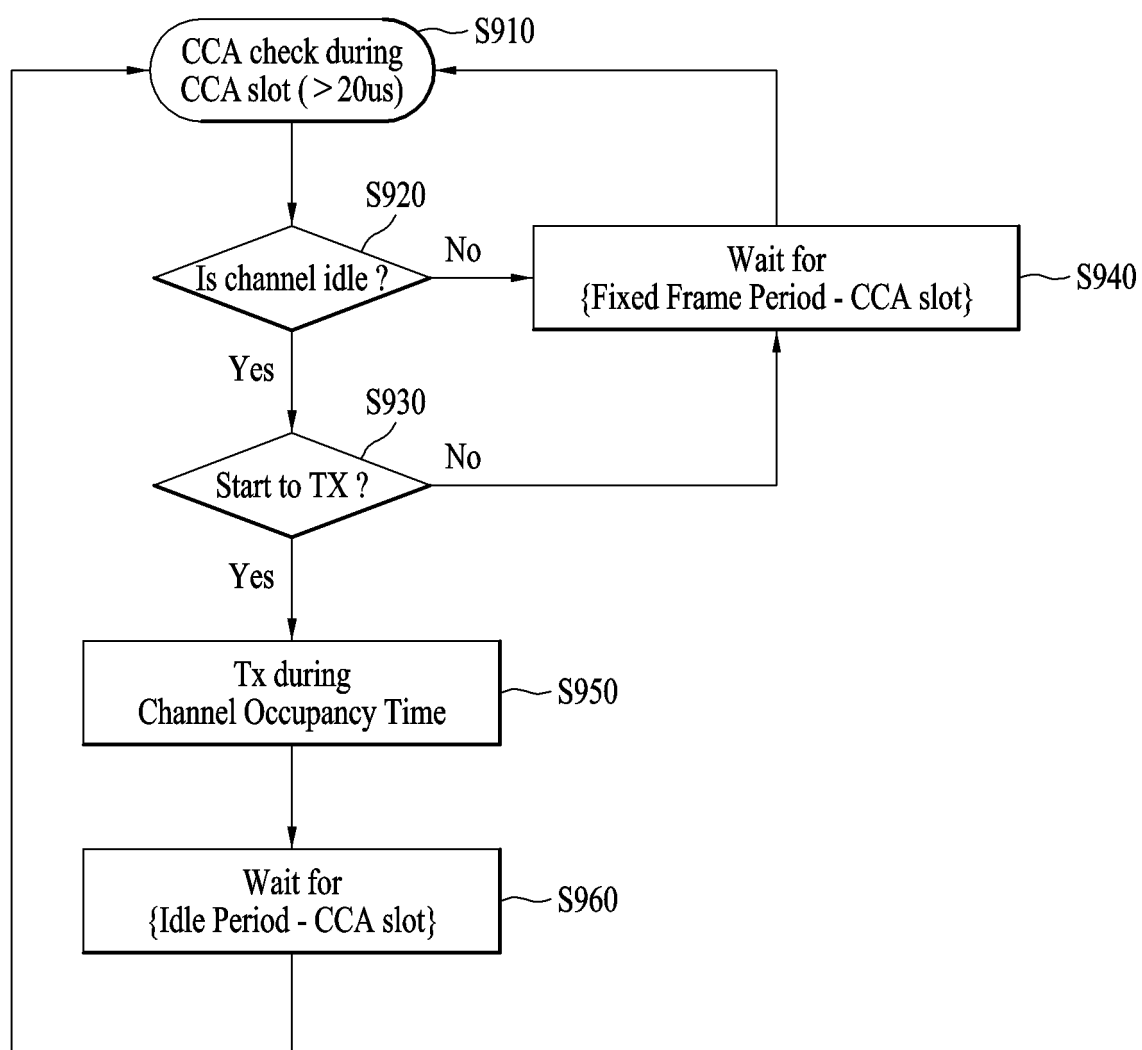 CCA check during
CCA slot ( > 20us)
S910
S920
Is channel idle ?
No
Wait for
{Fixed Frame Period - CCA slot}
S940
Yes
S930
Start to TX ?
No
Yes
Tx during
Channel Occupancy Time
S950
Wait for
{Idle Period - CCA slot}
S960